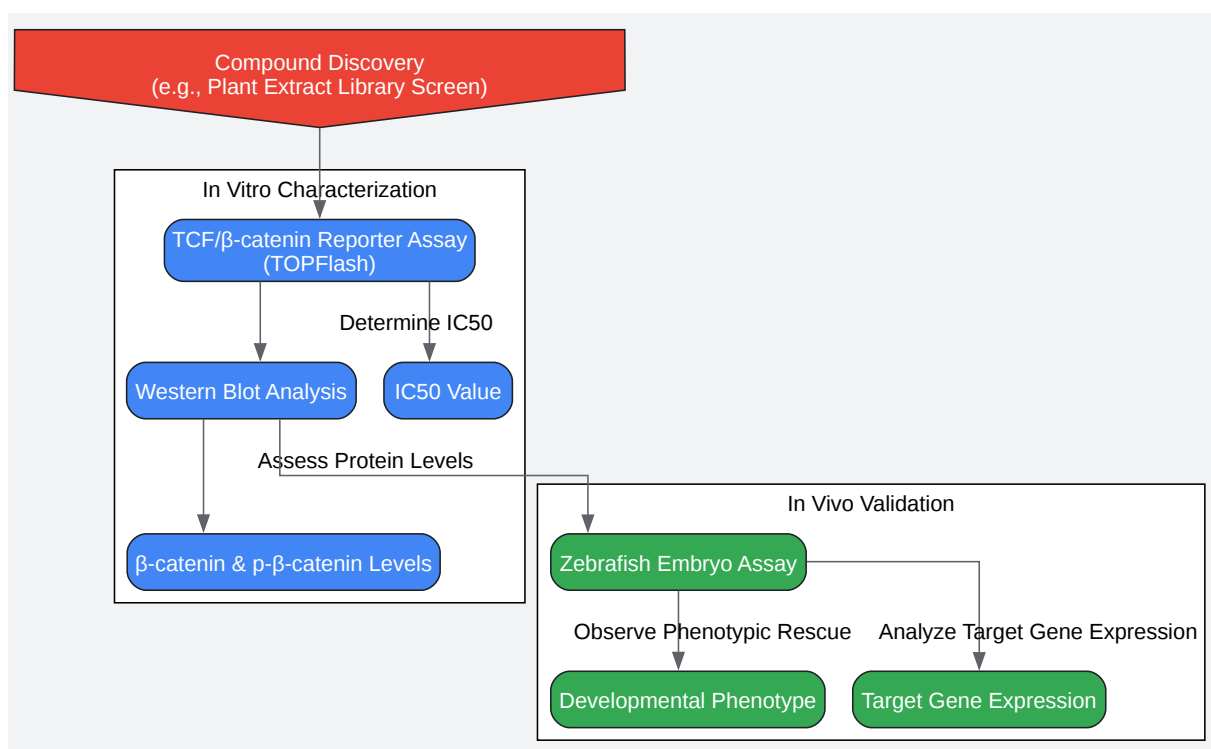 Compound Discovery
(e.g., Plant Extract Library Screen)
In Vitro Characterization
TCF/β-catenin Reporter Assay
(TOPFlash)
Determine IC50
Western Blot Analysis
IC50 Value
Assess Protein Levels
In Vivo Validation
β-catenin & p-β-catenin Levels
Zebrafish Embryo Assay
Observe Phenotypic Rescue
Analyze Target Gene Expression
Developmental Phenotype
Target Gene Expression